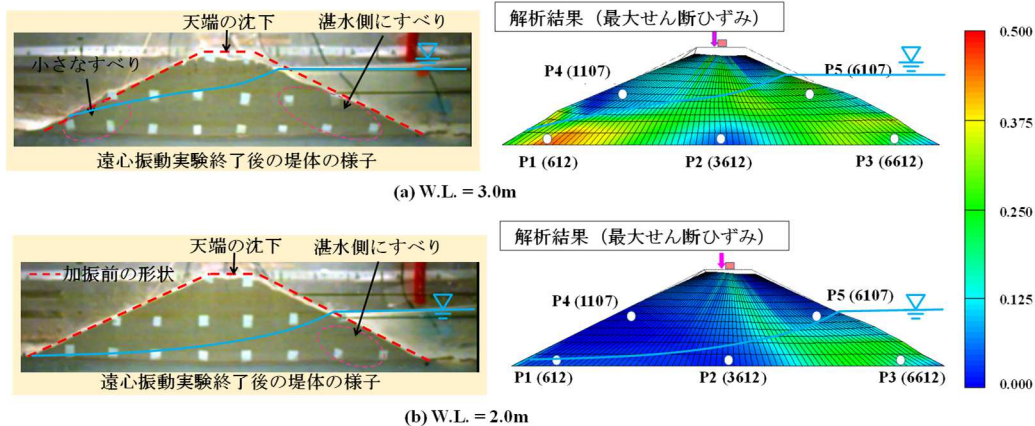 天端の沈下
湛水側にすべり
小さなすべり
遠心振動実験終了後の堤体の様子
解析結果（最大せん断ひずみ）
P4 (1107)
P5 (6107)
P1 (612)
P2 (3612)
P3 (6612)
(a) W.L. = 3.0m
天端の沈下
湛水側にすべり
加振前の形状
遠心振動実験終了後の堤体の様子
解析結果（最大せん断ひずみ）
P4 (1107)
P5 (6107)
P1 (612)
P2 (3612)
P3 (6612)
(b) W.L. = 2.0m
0.500
0.375
0.250
0.125
0.000